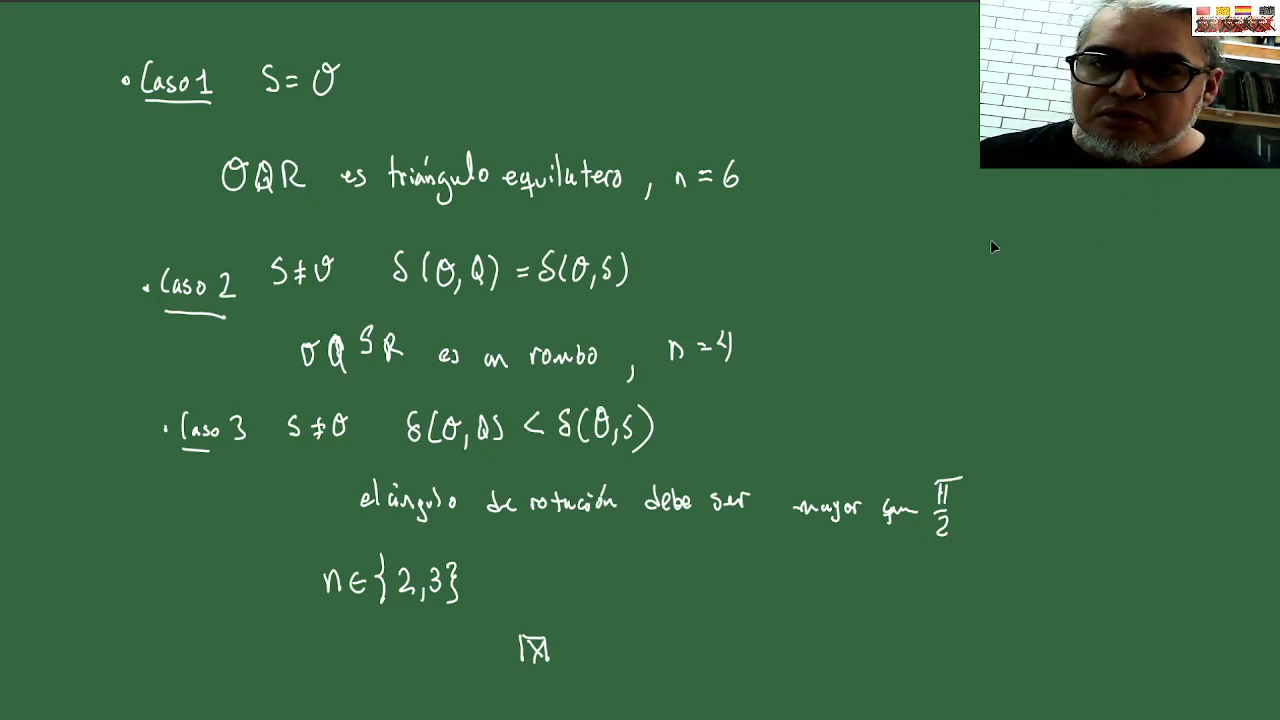 • Caso 1 S = O
OQR es triángulo equilatero, n = 6
• Caso 2 S ≠ O δ(O, Q) = δ(O, S)
OQSR es un rombo, n = 4
• Caso 3 S ≠ O δ(O, Q) < δ(O, S)
el ángulo de rotación debe ser mayor que π/2
n ∈ {2, 3}